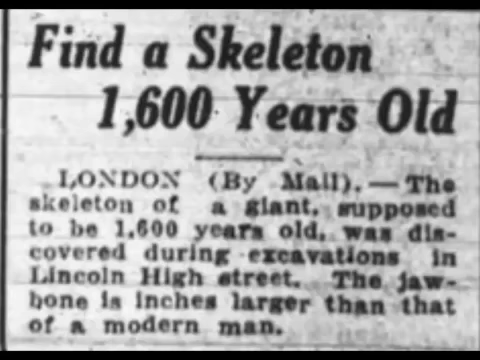 Find a Skeleton
1,600 Years Old
LONDON (By Mail).—The
skeleton of a giant, supposed
to be 1,600 years old, was dis-
covered during excavations in
Lincoln High street. The jaw-
bone is inches larger than that
of a modern man.